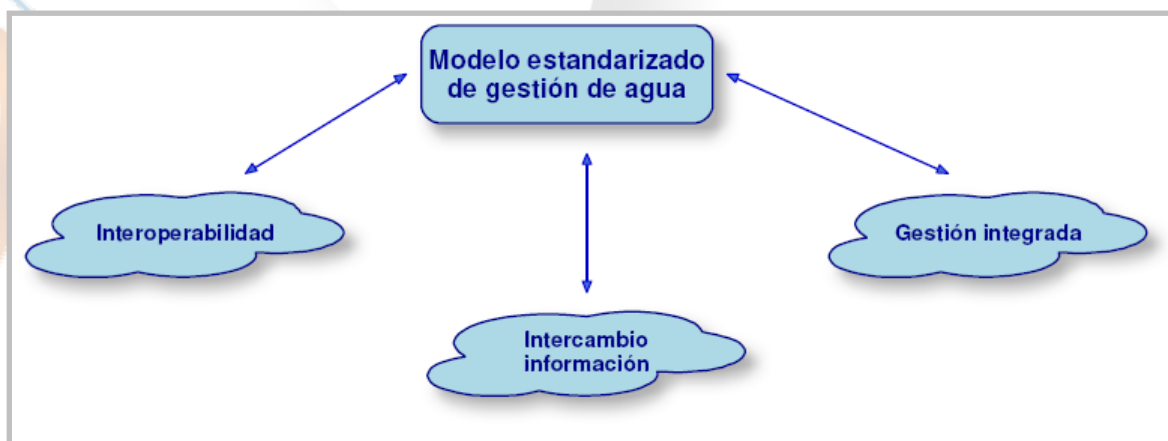 Modelo estandarizado
de gestión de agua
Interoperabilidad
Gestión integrada
Intercambio
información